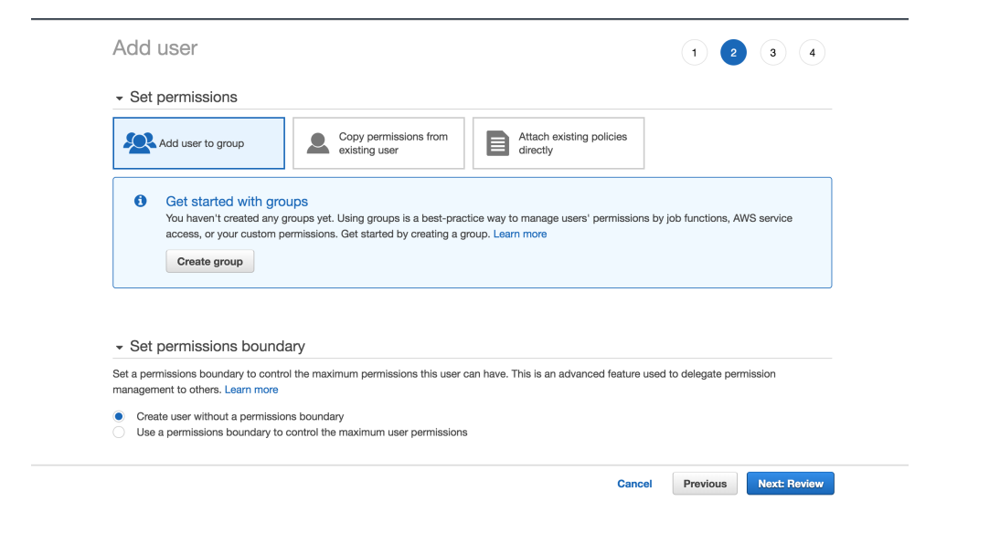 Add user
1 2 3 4
Set permissions
Add user to group
Copy permissions from
existing user
Attach existing policies
directly
Get started with groups
You haven't created any groups yet. Using groups is a best-practice way to manage users' permissions by job functions, AWS service
access, or your custom permissions. Get started by creating a group. Learn more
Create group
Set permissions boundary
Set a permissions boundary to control the maximum permissions this user can have. This is an advanced feature used to delegate permission
management to others. Learn more
Create user without a permissions boundary
Use a permissions boundary to control the maximum user permissions
Cancel Previous Next: Review